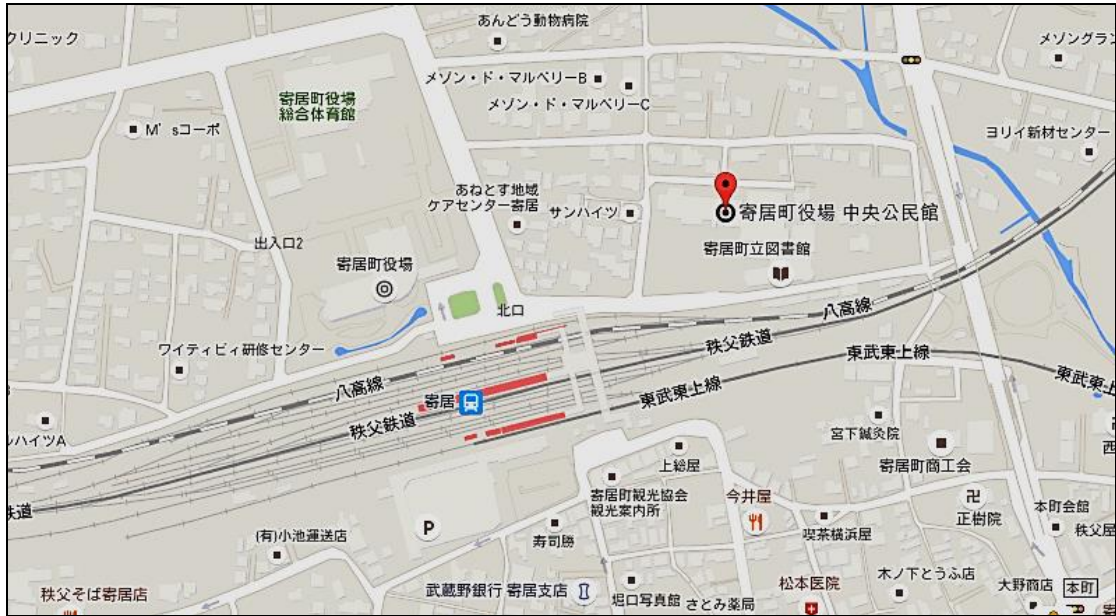 あんどう動物病院
クリニック
メゾングラン
メゾン・ド・マルベリーB
メゾン・ド・マルベリーC
寄居町役場
総合体育館
M'sコーポ
ヨリイ新材センター
あねとす地域
ケアセンター寄居
サンハイツ
寄居町役場 中央公民館
出入口2
寄居町役場
寄居町立図書館
北口
八高線
秩父鉄道
東武東上線
ワイティビィ研修センター
八高線
寄居
秩父鉄道
東武東上線
東武東上
ルハイツA
宮下鍼灸院
上総屋
寄居町商工会
西
寄居町観光協会
観光案内所
今井屋
正樹院
本町会館
鉄道
P
喫茶横浜屋
秩父屋
(有)小池運送店
寿司勝
木ノ下とうふ店
秩父そば寄居店
武蔵野銀行 寄居支店
堀口写真館
さとみ薬局
松本医院
大野商店
本町